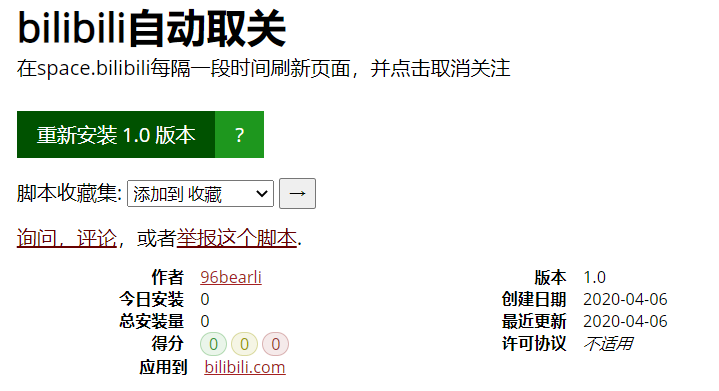 bilibili自动取关
在space.bilibili每隔一段时间刷新页面，并点击取消关注
重新安装 1.0 版本 ?
脚本收藏集: 添加到 收藏 →
询问，评论，或者举报这个脚本.
作者 96bearli 版本 1.0
今日安装 0 创建日期 2020-04-06
总安装量 0 最近更新 2020-04-06
得分 0 0 0 许可协议 不适用
应用到 bilibili.com